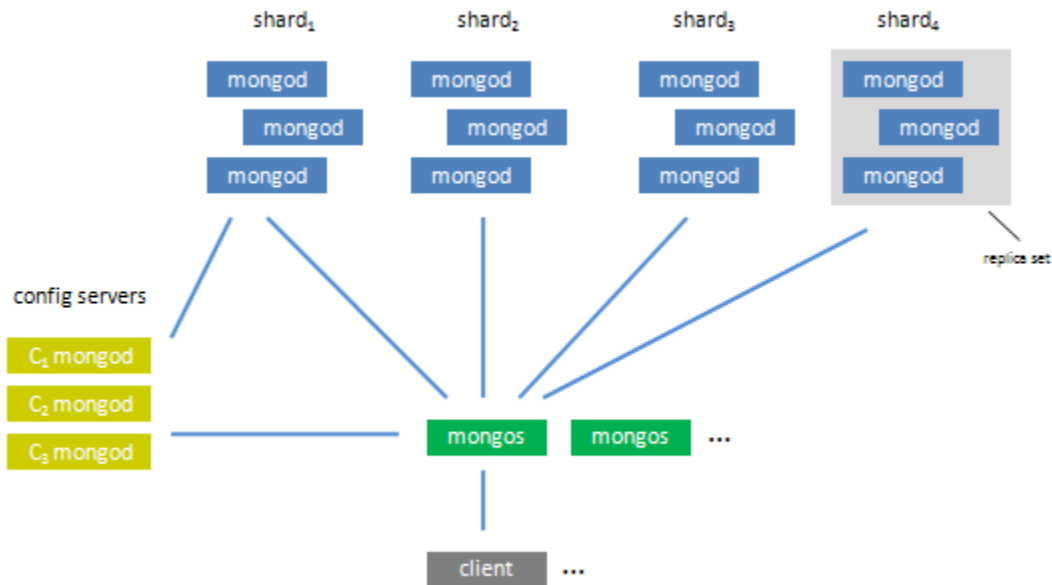 shard₁ shard₂ shard₃ shard₄
mongod mongod mongod mongod
mongod mongod mongod mongod
mongod mongod mongod mongod
replica set
config servers
C₁ mongod
C₂ mongod
C₃ mongod
mongos mongos ...
client ...